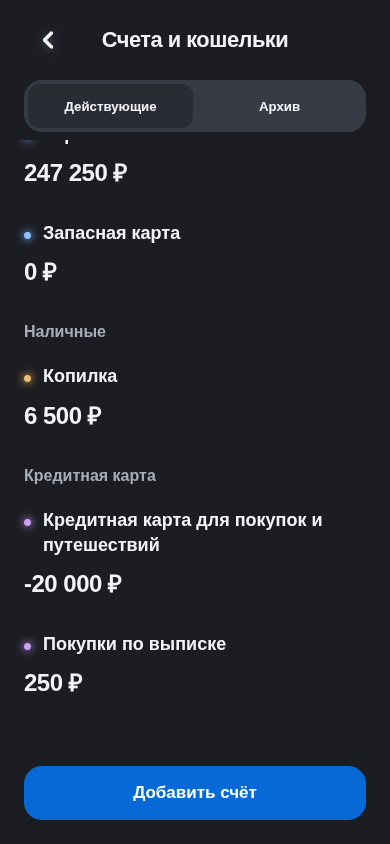 Счета и кошельки
Действующие
Архив
247 250 ₽
Запасная карта
0 ₽
Наличные
Копилка
6 500 ₽
Кредитная карта
Кредитная карта для покупок и
путешествий
-20 000 ₽
Покупки по выписке
250 ₽
Добавить счёт